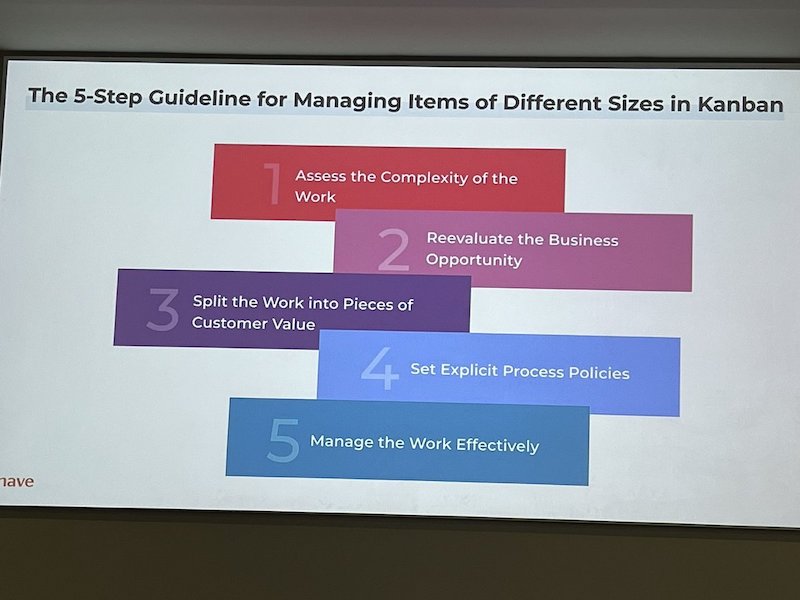 The 5-Step Guideline for Managing Items of Different Sizes in Kanban
1
Assess the Complexity of the
Work
2
Reevaluate the Business
Opportunity
3
Split the Work into Pieces of
Customer Value
4
Set Explicit Process Policies
5
Manage the Work Effectively
nave